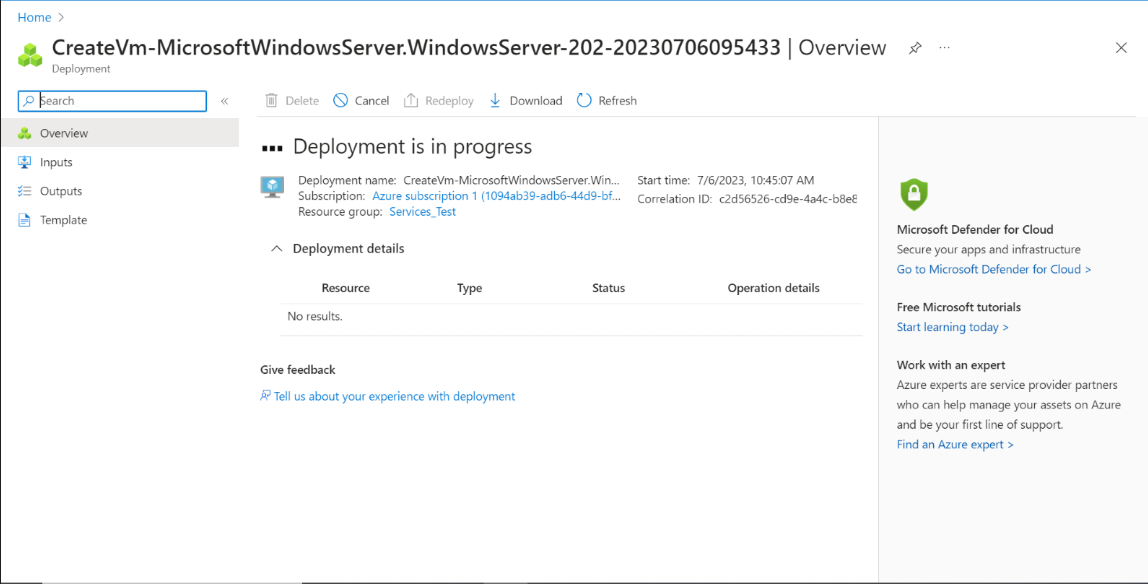 Home >
CreateVm-MicrosoftWindowsServer.WindowsServer-202-20230706095433 | Overview
Deployment
Search
«
Delete Cancel Redeploy Download Refresh
Overview
Inputs
Outputs
Template
Deployment is in progress
Deployment name: CreateVm-MicrosoftWindowsServer.Win...
Subscription: Azure subscription 1 (1094ab39-adb6-44d9-bf...
Resource group: Services_Test
Start time: 7/6/2023, 10:45:07 AM
Correlation ID: c2d56526-cd9e-4a4c-b8e8
Deployment details
Resource Type Status Operation details
No results.
Give feedback
Tell us about your experience with deployment
Microsoft Defender for Cloud
Secure your apps and infrastructure
Go to Microsoft Defender for Cloud >
Free Microsoft tutorials
Start learning today >
Work with an expert
Azure experts are service provider partners
who can help manage your assets on Azure
and be your first line of support.
Find an Azure expert >